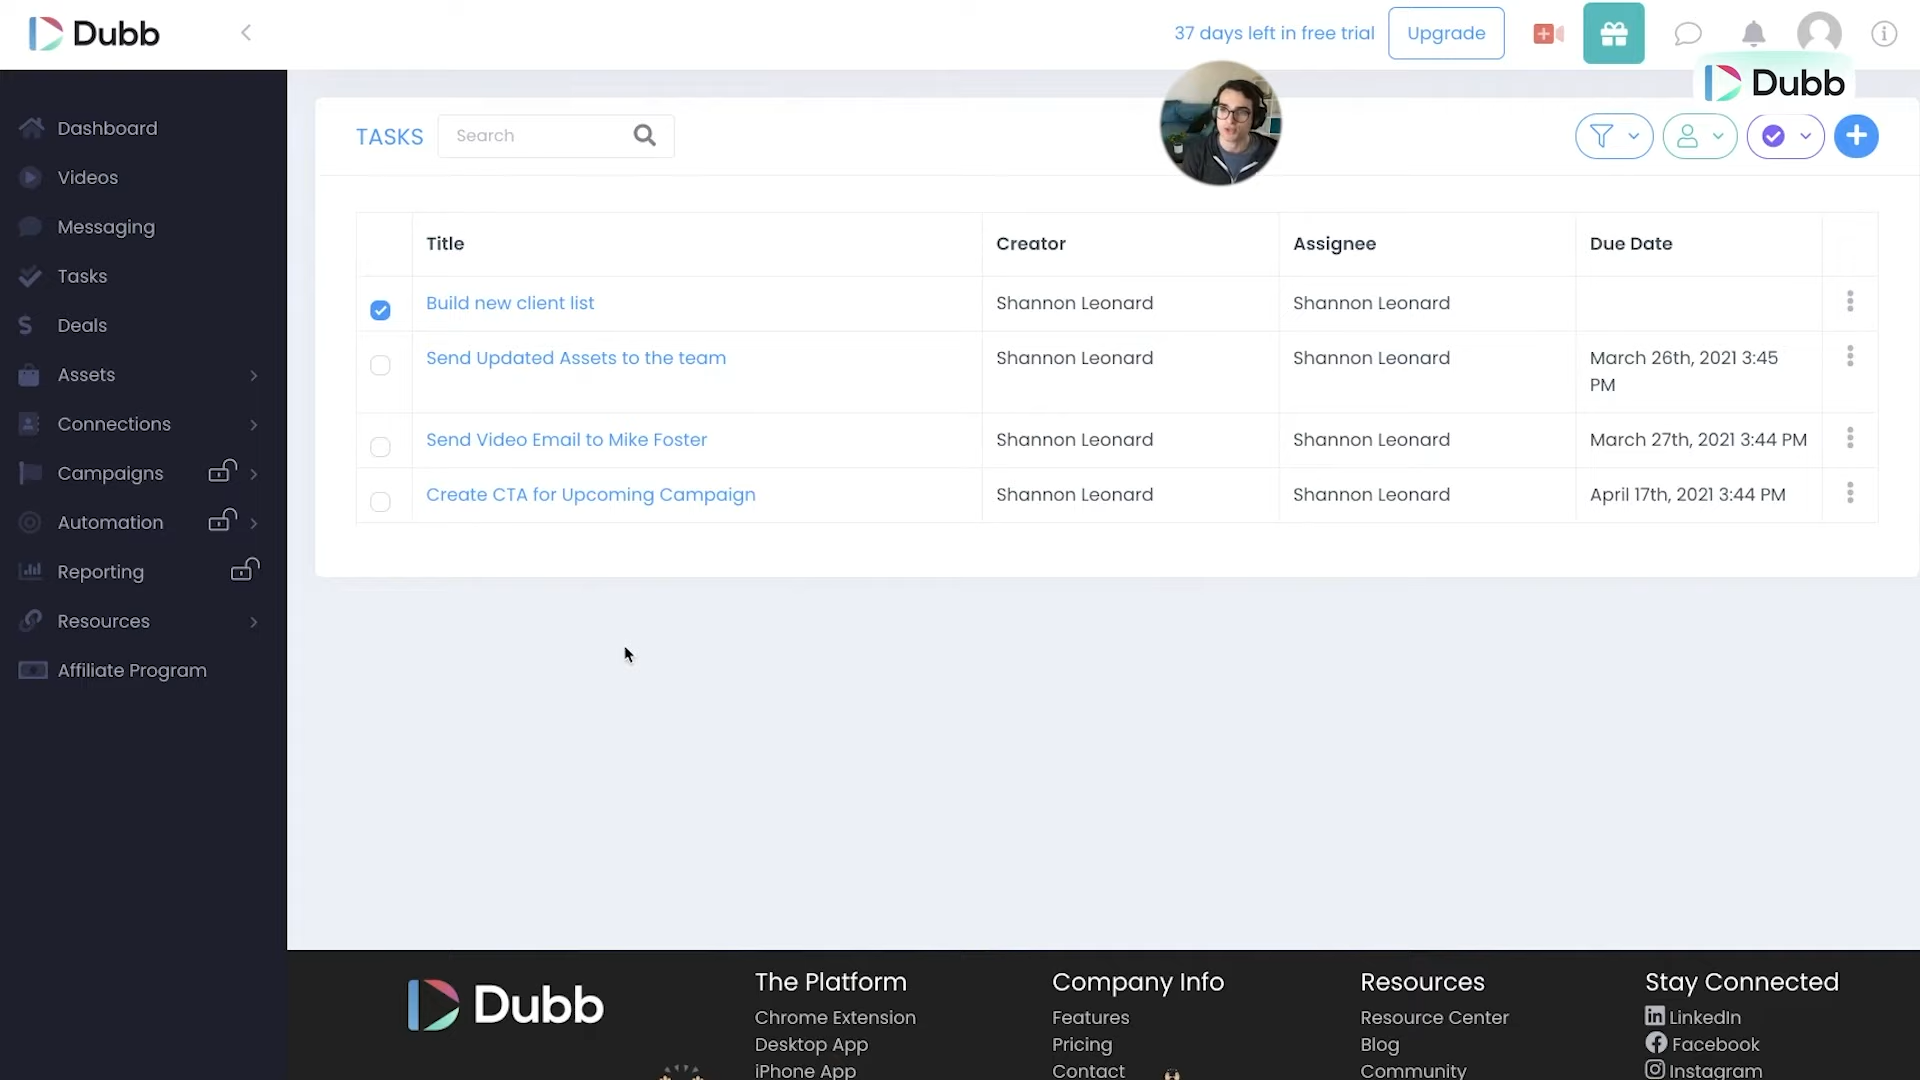 Dubb
37 days left in free trial
Upgrade
Dubb
Dashboard
Videos
Messaging
Tasks
Deals
Assets
Connections
Campaigns
Automation
Reporting
Resources
Affiliate Program
TASKS
Search
Title Creator Assignee Due Date
Build new client list Shannon Leonard Shannon Leonard
Send Updated Assets to the team Shannon Leonard Shannon Leonard March 26th, 2021 3:45
PM
Send Video Email to Mike Foster Shannon Leonard Shannon Leonard March 27th, 2021 3:44 PM
Create CTA for Upcoming Campaign Shannon Leonard Shannon Leonard April 17th, 2021 3:44 PM
Dubb
The Platform
Chrome Extension
Desktop App
iPhone App
Company Info
Features
Pricing
Contact
Resources
Resource Center
Blog
Community
Stay Connected
LinkedIn
Facebook
Instagram